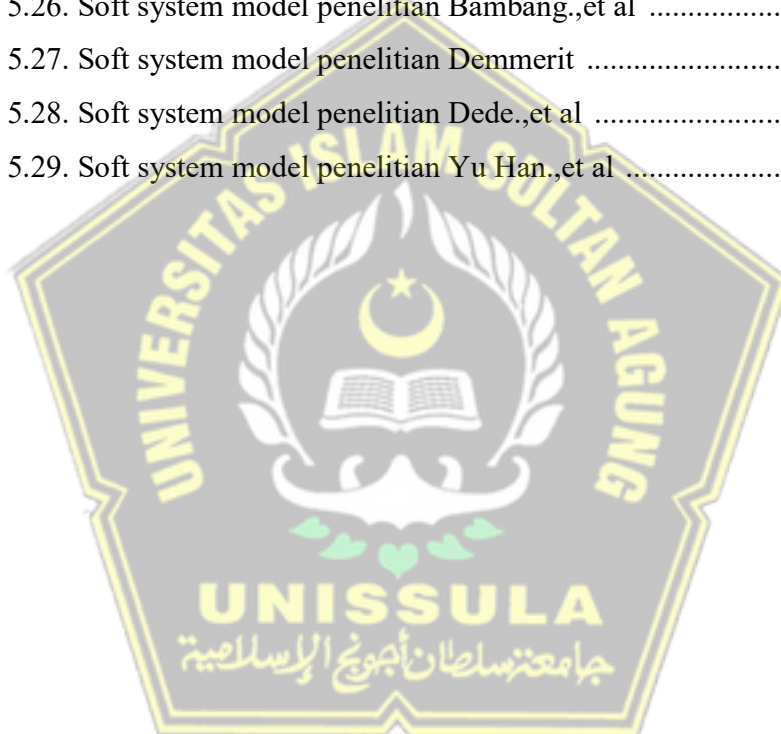 5.26. Soft system model penelitian Bambang.,et al ..................
5.27. Soft system model penelitian Demmerit ..........................
5.28. Soft system model penelitian Dede.,et al .........................
5.29. Soft system model penelitian Yu Han.,et al .....................
UNIVERSITAS ISLAM SULTAN AGUNG
UNISSULA
جامعتنسلطان أجونج الإسلامية